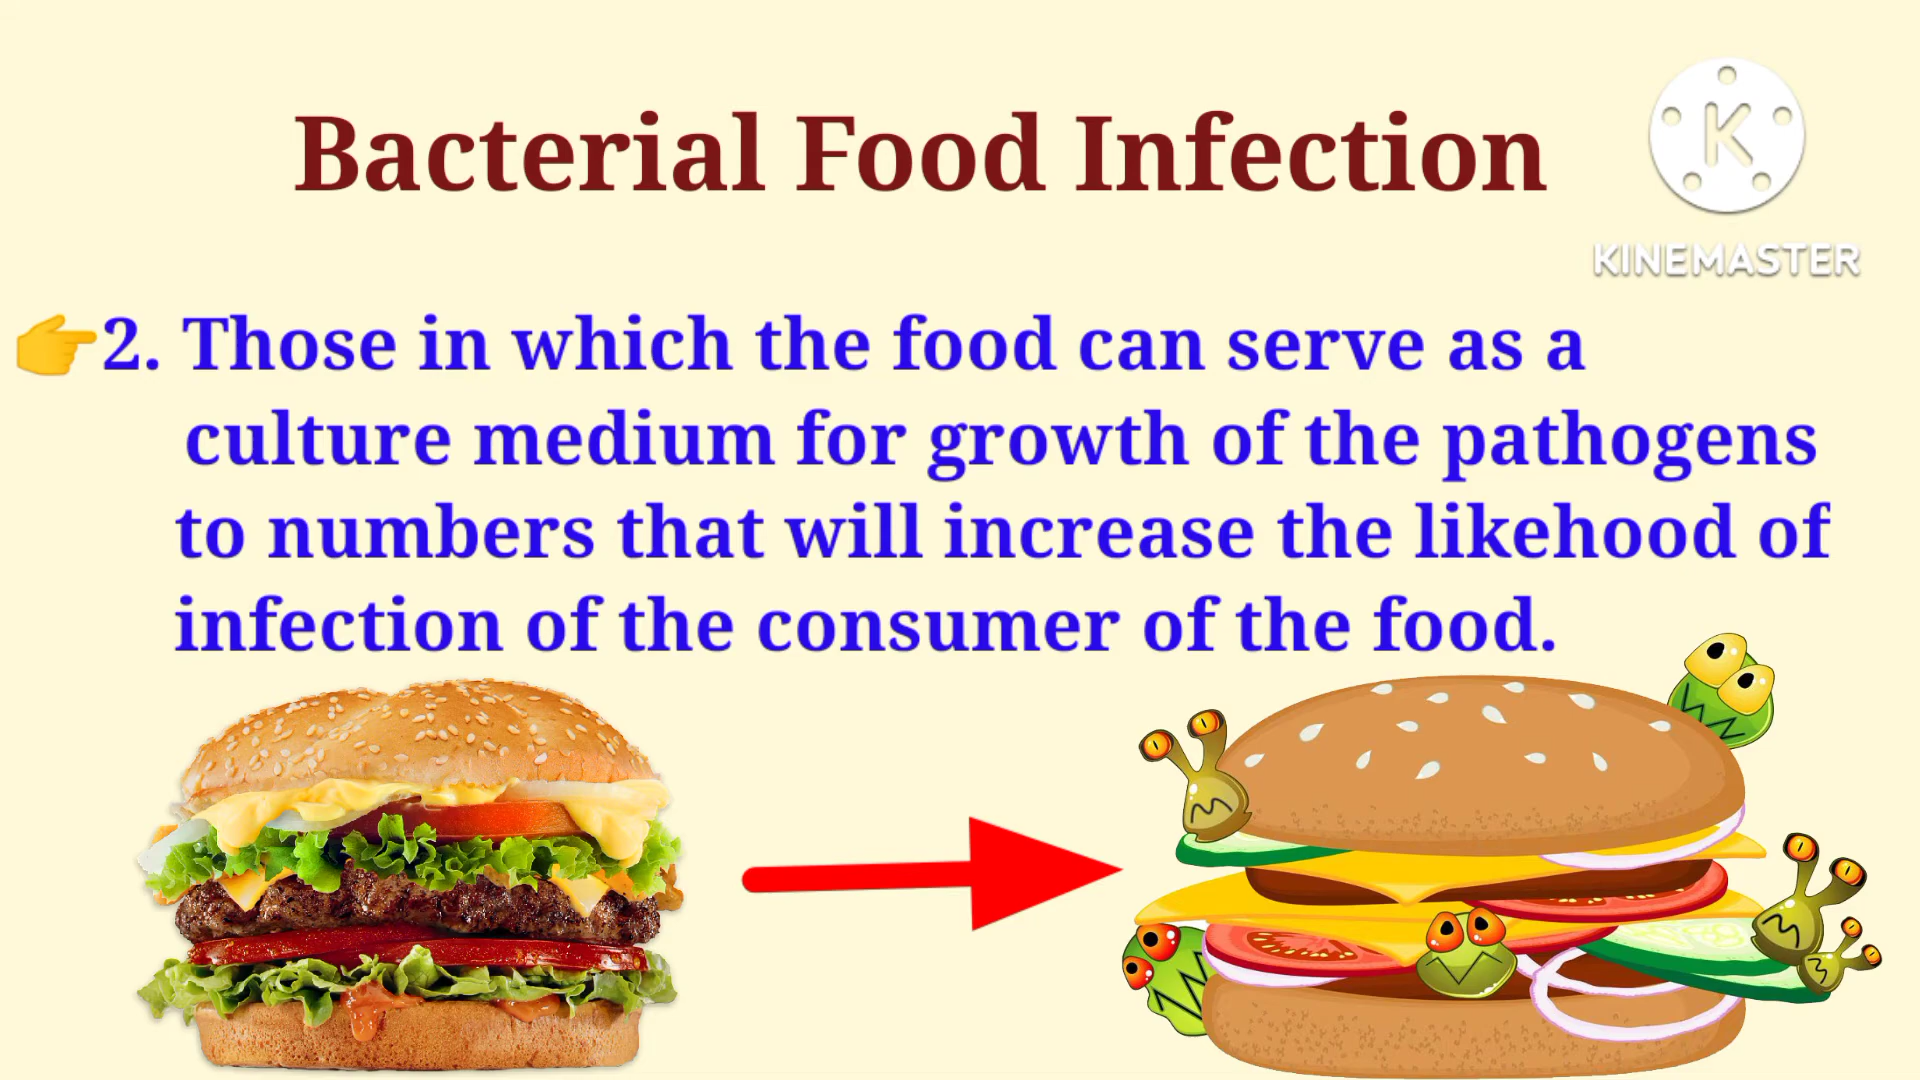 Bacterial Food Infection
K
KINEMASTER
👉2. Those in which the food can serve as a
culture medium for growth of the pathogens
to numbers that will increase the likehood of
infection of the consumer of the food.